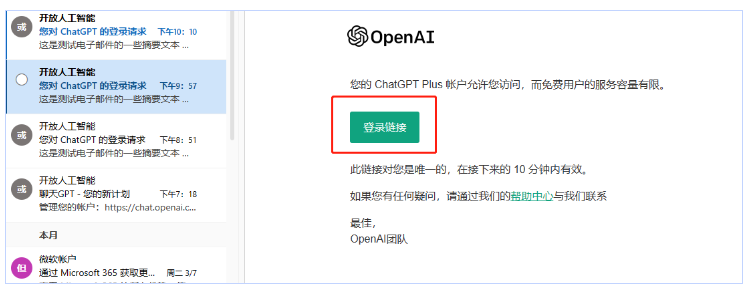 或
开放人工智能
您对 ChatGPT 的登录请求 下午10：10
这是测试电子邮件的一些摘要文本 ...
开放人工智能
您对 ChatGPT 的登录请求 下午9：57
这是测试电子邮件的一些摘要文本 ...
或
开放人工智能
您对 ChatGPT 的登录请求 下午8：51
这是测试电子邮件的一些摘要文本 ...
或
开放人工智能
聊天GPT - 您的新计划 下午7：18
管理您的帐户：https://chat.openai.c...
本月
但
微软帐户
通过 Microsoft 365 获取更... 周二 3/7
OpenAI
您的 ChatGPT Plus 帐户允许您访问，而免费用户的服务容量有限。
登录链接
此链接对您是唯一的，在接下来的 10 分钟内有效。
如果您有任何疑问，请通过我们的帮助中心与我们联系
最佳，
OpenAI团队